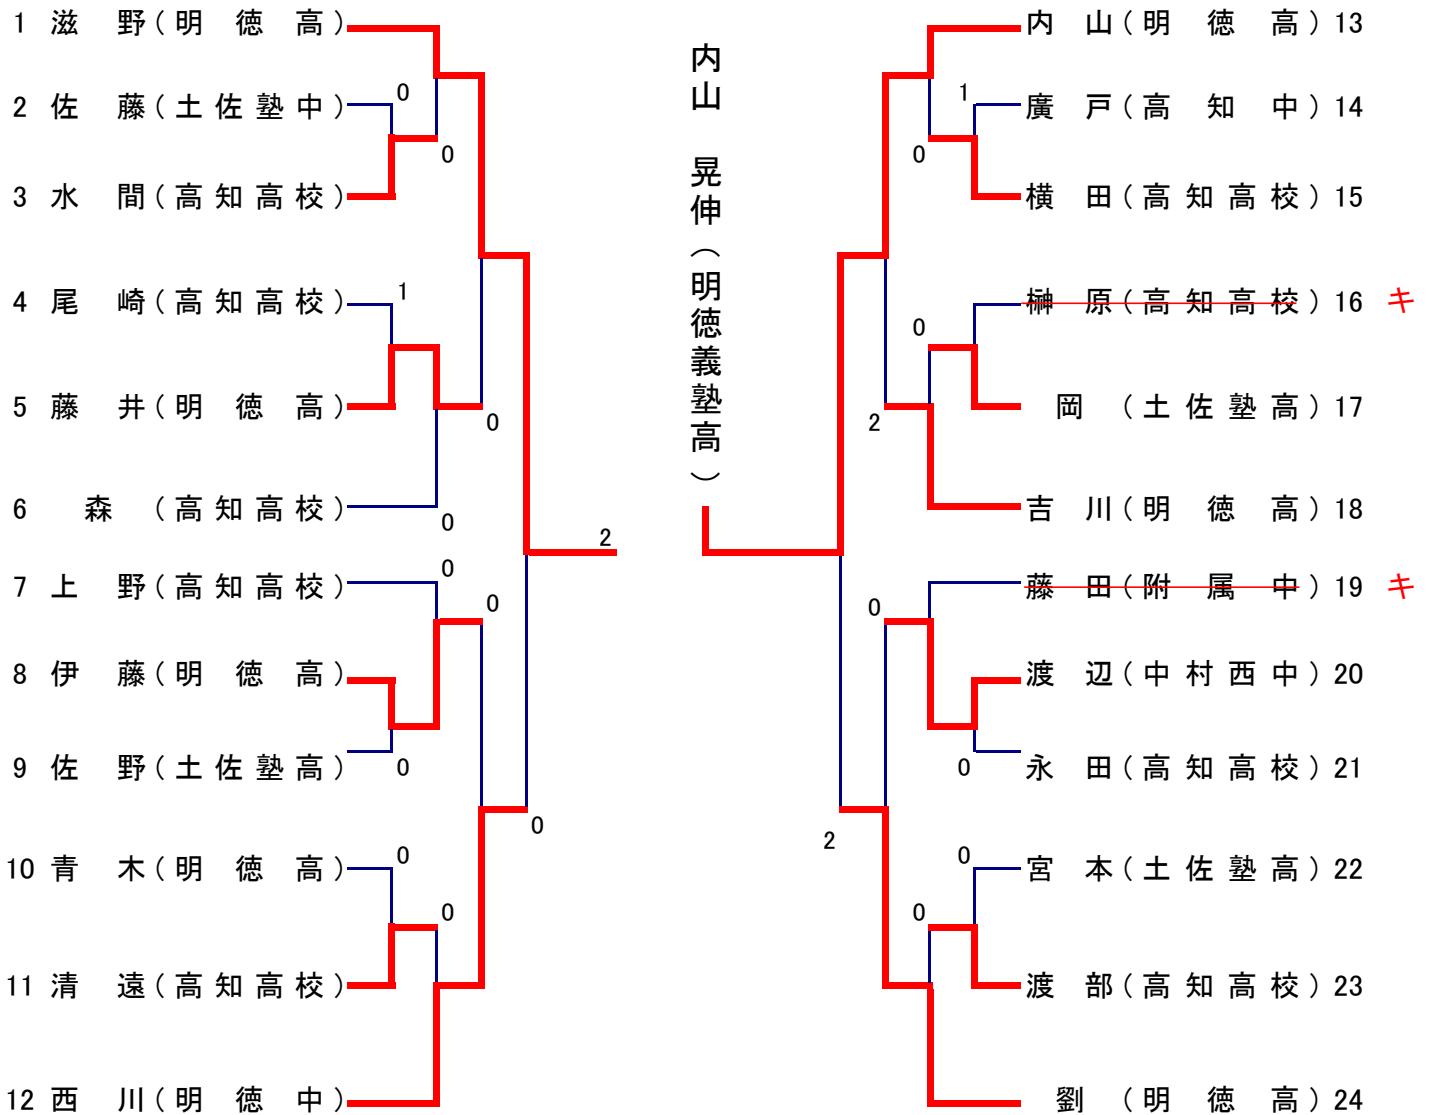 1 滋野(明徳高)
0
2 佐藤(土佐塾中)
0
3 水間(高知高校)
4 尾崎(高知高校)
1
5 藤井(明徳高)
0
6 森(高知高校)
0
2
7 上野(高知高校)
0
0
8 伊藤(明徳高)
9 佐野(土佐塾高)
0
0
10 青木(明徳高)
0
0
11 清遠(高知高校)
12 西川(明徳中)
内山 晃伸(明徳義塾高)
内山(明徳高)13
1
廣戸(高知中)14
0
横田(高知高校)15
榊原(高知高校)16 キ
0
岡(土佐塾高)17
2
吉川(明徳高)18
藤田(附属中)19 キ
0
渡辺(中村西中)20
0
永田(高知高校)21
2
0
宮本(土佐塾高)22
0
渡部(高知高校)23
劉(明徳高)24